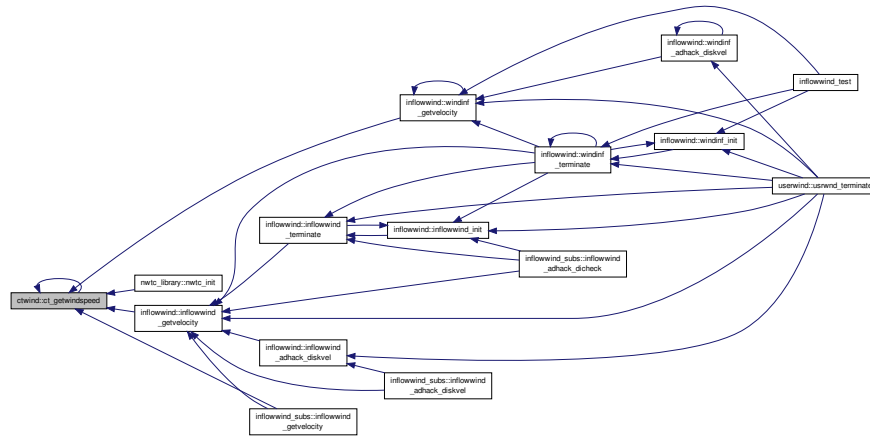 inflowwind::windinf
_adhack_diskvel
inflowwind_test
inflowwind::windinf
_getvelocity
inflowwind::windinf_init
inflowwind::windinf
_terminate
userwind::usrwnd_terminate
inflowwind::inflowwind
_terminate
inflowwind::inflowwind_init
inflowwind_subs::inflowwind
_adhack_dicheck
nwtc_library::nwtc_init
ctwind::ct_getwindspeed
inflowwind::inflowwind
_getvelocity
inflowwind::inflowwind
_adhack_diskvel
inflowwind_subs::inflowwind
_adhack_diskvel
inflowwind_subs::inflowwind
_getvelocity